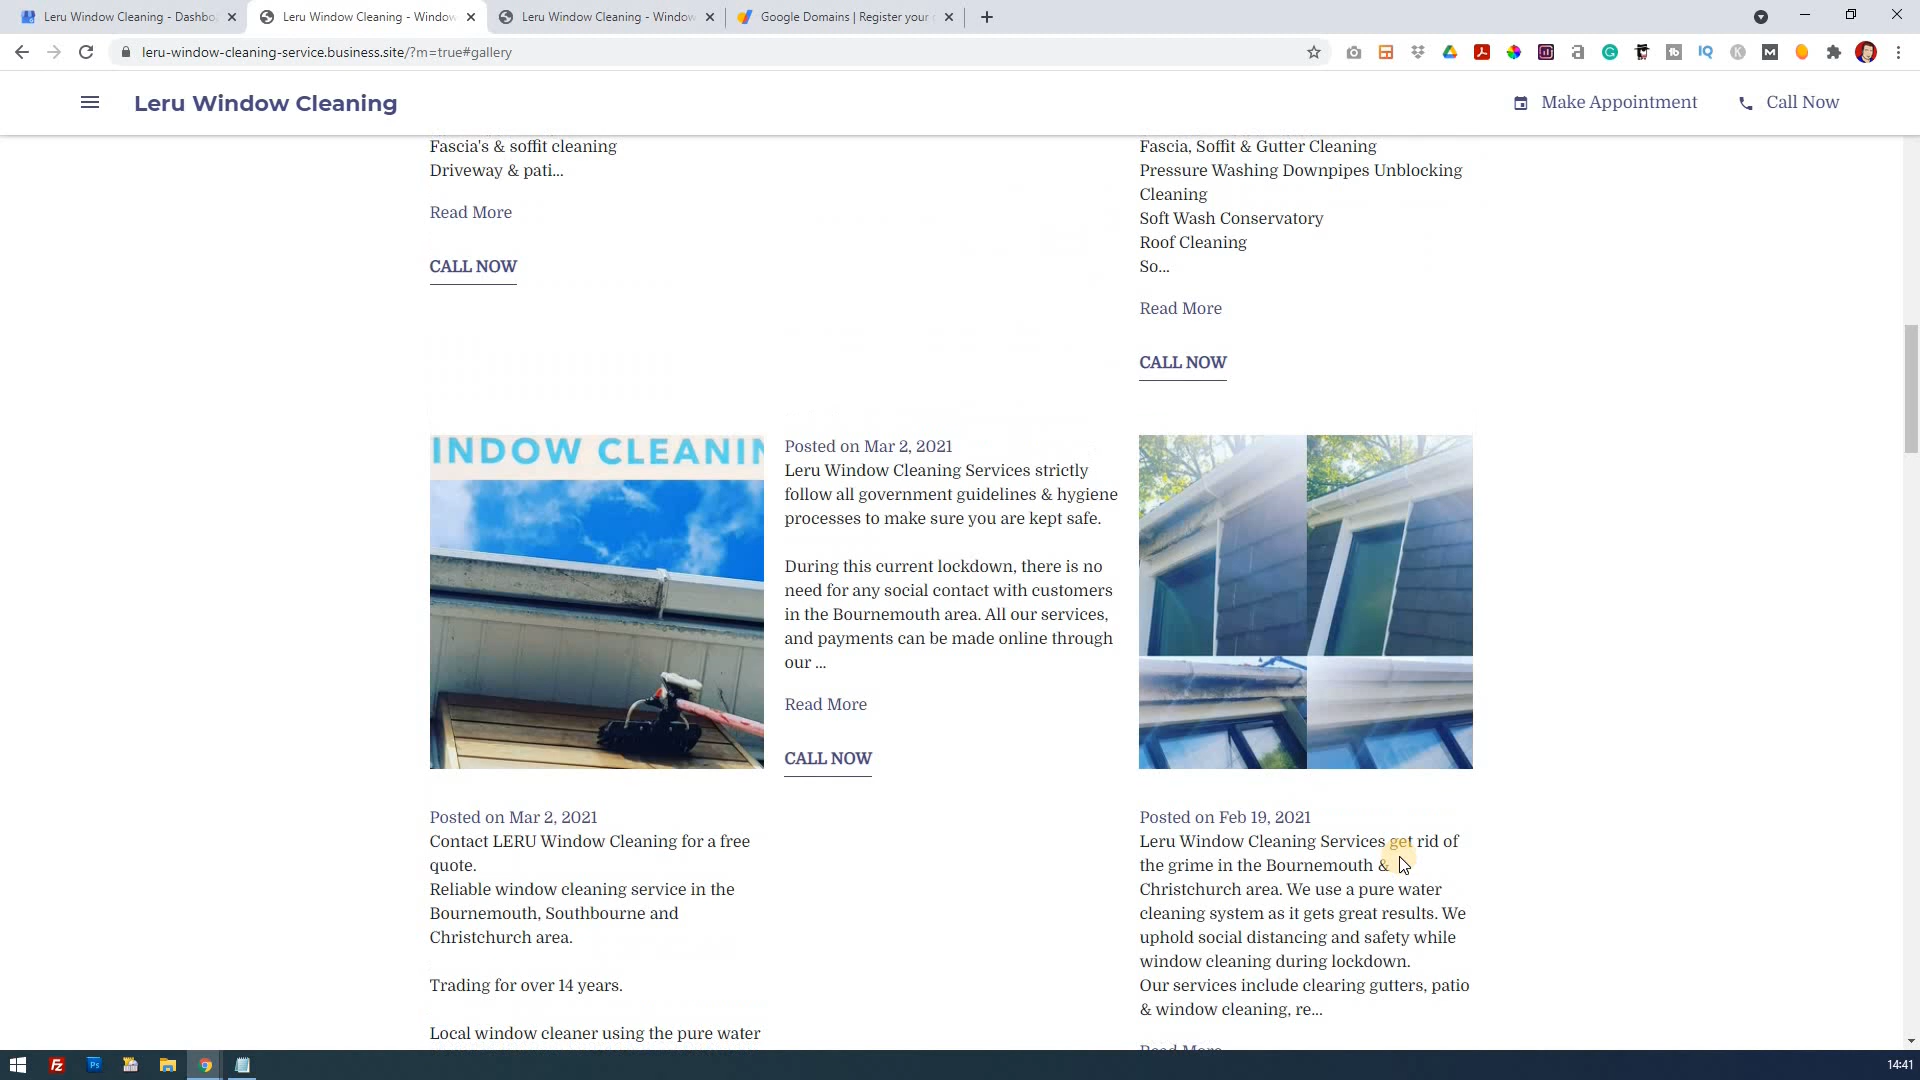 Leru Window Cleaning - Dashbo
Leru Window Cleaning - Window
Leru Window Cleaning - Window
Google Domains | Register your
leru-window-cleaning-service.business.site/?m=true#gallery
Leru Window Cleaning
Make Appointment
Call Now
Fascia's & soffit cleaning
Driveway & pati...
Read More
CALL NOW
Fascia, Soffit & Gutter Cleaning
Pressure Washing Downpipes Unblocking
Cleaning
Soft Wash Conservatory
Roof Cleaning
So...
Read More
CALL NOW
INDOW CLEANIN
Posted on Mar 2, 2021
Contact LERU Window Cleaning for a free
quote.
Reliable window cleaning service in the
Bournemouth, Southbourne and
Christchurch area.
Trading for over 14 years.
Local window cleaner using the pure water
Posted on Mar 2, 2021
Leru Window Cleaning Services strictly
follow all government guidelines & hygiene
processes to make sure you are kept safe.
During this current lockdown, there is no
need for any social contact with customers
in the Bournemouth area. All our services,
and payments can be made online through
our ...
Read More
CALL NOW
Posted on Feb 19, 2021
Leru Window Cleaning Services get rid of
the grime in the Bournemouth &
Christchurch area. We use a pure water
cleaning system as it gets great results. We
uphold social distancing and safety while
window cleaning during lockdown.
Our services include clearing gutters, patio
& window cleaning, re...
Read More
14:41